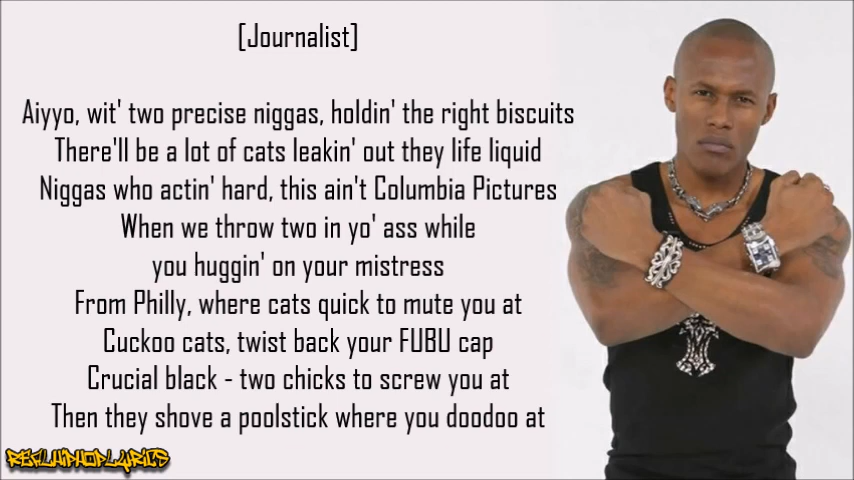 [Journalist]
Aiyyo, wit' two precise niggas, holdin' the right biscuits
There'll be a lot of cats leakin' out they life liquid
Niggas who actin' hard, this ain't Columbia Pictures
When we throw two in yo' ass while
you huggin' on your mistress
From Philly, where cats quick to mute you at
Cuckoo cats, twist back your FUBU cap
Crucial black - two chicks to screw you at
Then they shove a poolstick where you doodoo at
REALHIPHOPLYRICS